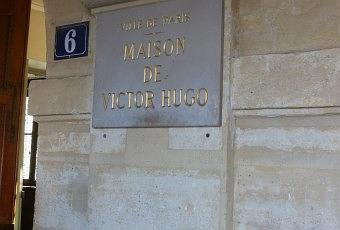 6
VILLE DE PARIS
MAISON
DE
VICTOR HUGO